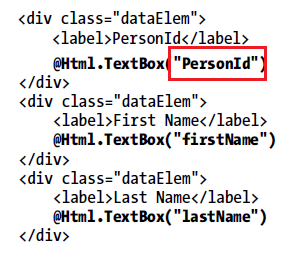 <div class="dataElem">
<label>PersonId</label>
@Html.TextBox("PersonId")
</div>
<div class="dataElem">
<label>First Name</label>
@Html.TextBox("firstName")
</div>
<div class="dataElem">
<label>Last Name</label>
@Html.TextBox("lastName")
</div>